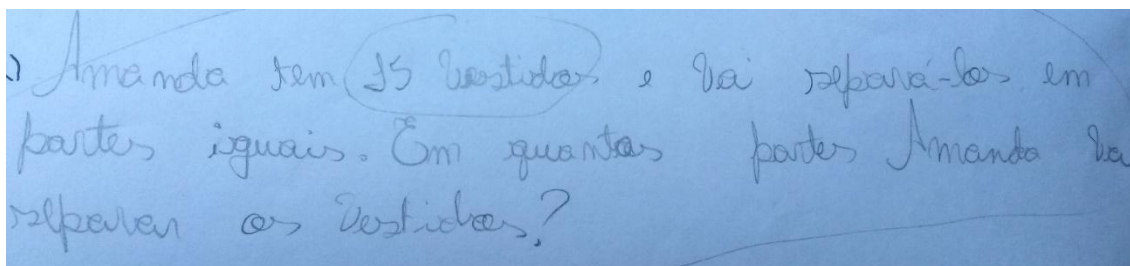 ) Amanda tem 15 vestidos e vai separá-los em
partes iguais. Em quantas partes Amanda va
separar os vestidos?